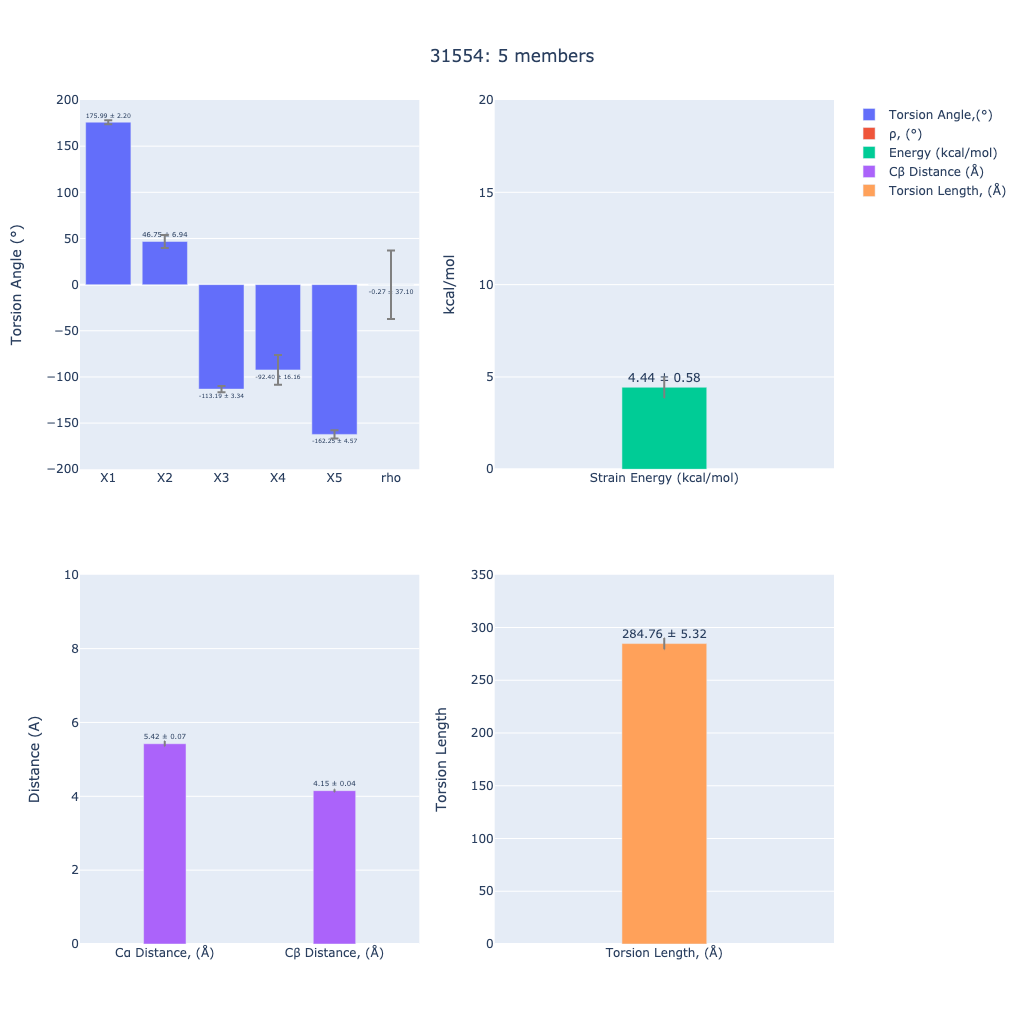 31554: 5 members
Torsion Angle (°)
200
150
100
50
0
−50
−100
−150
−200
175.99 ± 2.20
46.75 ± 6.94
-113.19 ± 3.34
-92.40 ± 16.16
-162.25 ± 4.57
-0.27 ± 37.10
X1 X2 X3 X4 X5 rho
kcal/mol
20
15
10
5
0
4.44 ± 0.58
Strain Energy (kcal/mol)
Torsion Angle,(°)
ρ, (°)
Energy (kcal/mol)
Cβ Distance (Å)
Torsion Length, (Å)
Distance (A)
10
8
6
4
2
0
5.42 ± 0.07
4.15 ± 0.04
Cα Distance, (Å) Cβ Distance, (Å)
Torsion Length
350
300
250
200
150
100
50
0
284.76 ± 5.32
Torsion Length, (Å)